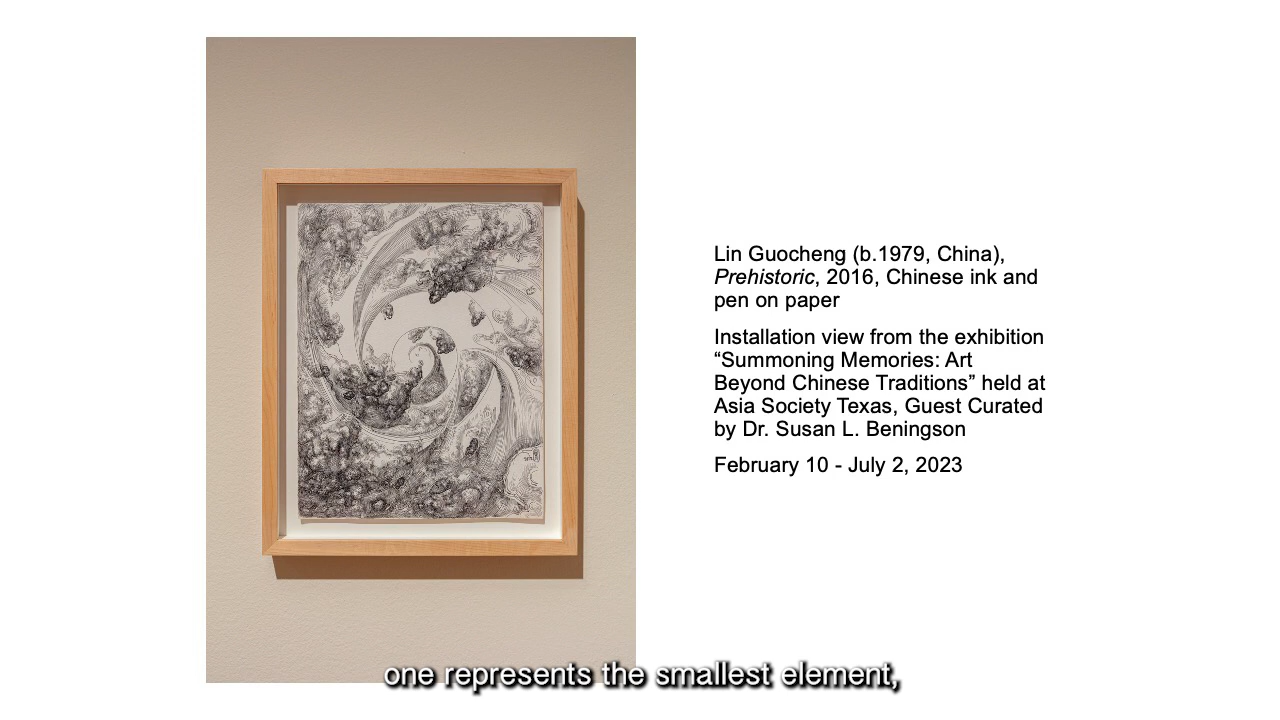 Lin Guocheng (b.1979, China),
Prehistoric, 2016, Chinese ink and
pen on paper
Installation view from the exhibition
“Summoning Memories: Art
Beyond Chinese Traditions” held at
Asia Society Texas, Guest Curated
by Dr. Susan L. Beningson
February 10 - July 2, 2023
one represents the smallest element,